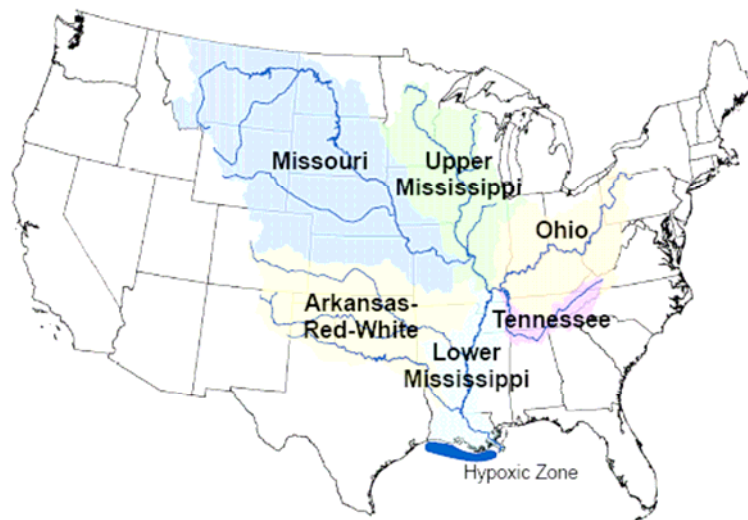 Missouri
Upper
Mississippi
Ohio
Arkansas-
Red-White
Tennessee
Lower
Mississippi
Hypoxic Zone